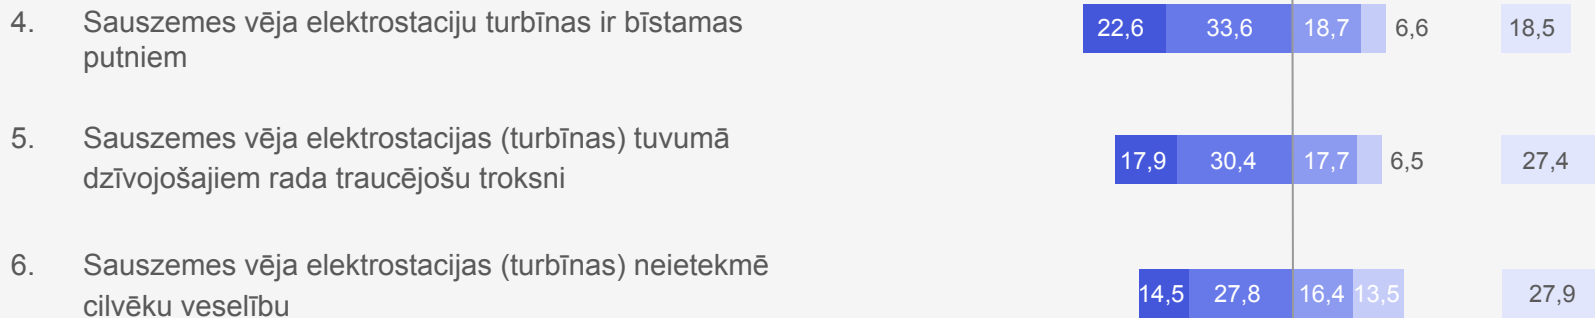 4. Sauszemes vēja elektrostaciju turbīnas ir bīstamas
putniem
22,6 33,6 18,7 6,6 18,5
5. Sauszemes vēja elektrostacijas (turbīnas) tuvumā
dzīvojošajiem rada traucējošu troksni
17,9 30,4 17,7 6,5 27,4
6. Sauszemes vēja elektrostacijas (turbīnas) neietekmē
cilvēku veselību
14,5 27,8 16,4 13,5 27,9